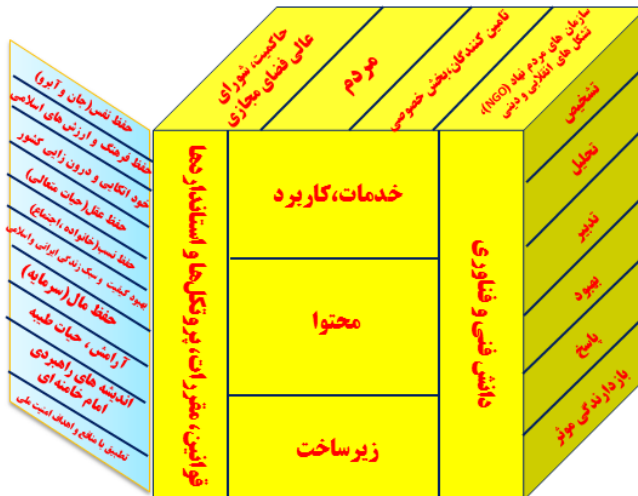 حاکمیت، شورای
عالی فضای مجازی
مردم
تامین کنندگان،بخش خصوصی
سازمان های مردم نهاد (NGO)،
تشکل های انقلابی و دینی
تشخیص
تحلیل
تدبیر
بهبود
پاسخ
بازدارندگی موثر
دانش فنی و فناوری
خدمات،کاربرد
محتوا
زیرساخت
قوانین، مقررات، پروتکل‌ها و استانداردها
حفظ نفس(جان و آبرو)
حفظ فرهنگ و ارزش های اسلامی
خود اتکایی و درون زایی کشور
حفظ عقل(حیات متعالی)
حفظ نسب(خانواده ،اجتماع)
بهبود کیفیت و سبک زندگی ایرانی واسلامی
حفظ مال(سرمایه)
آرامش ، حیات طیبه
اندیشه های راهبردی
امام خامنه‌ای
تطبیق با منافع و اهداف امنیت ملی